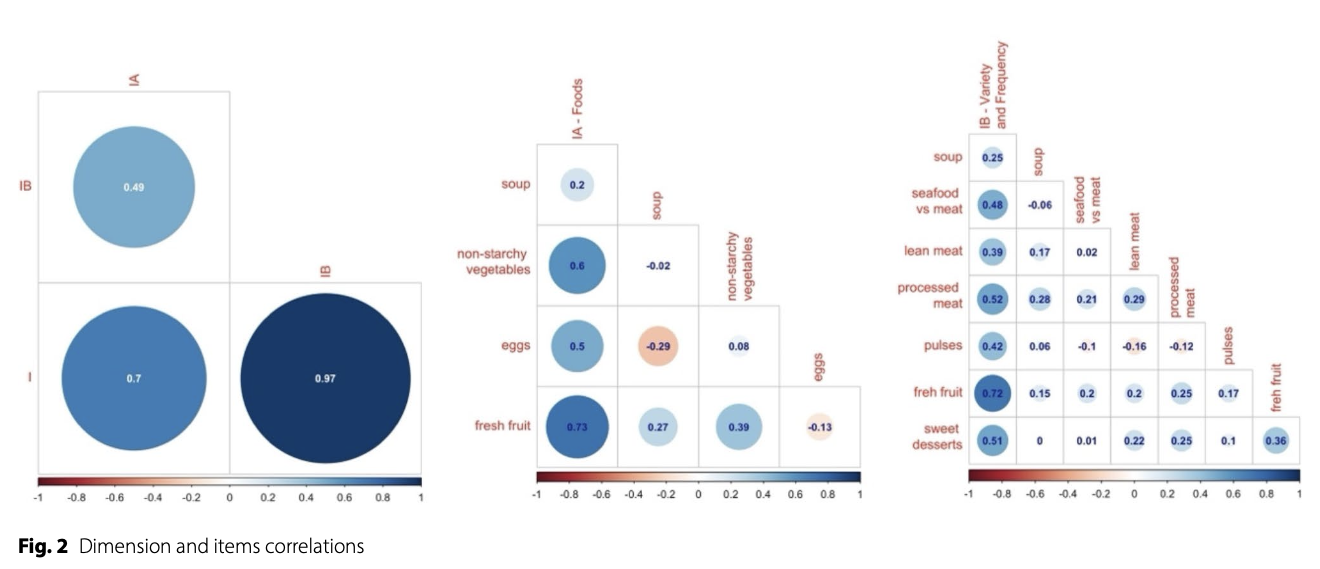 IA
IB
0.49
IB
I
0.7
0.97
-1 -0.8 -0.6 -0.4 -0.2 0 0.2 0.4 0.6 0.8 1
IA - Foods
soup
0.2
soup
non-starchy
vegetables
0.6 -0.02
non-starchy
vegetables
eggs
0.5 -0.29 0.08
eggs
fresh fruit
0.73 0.27 0.39 -0.13
-1 -0.8 -0.6 -0.4 -0.2 0 0.2 0.4 0.6 0.8 1
IB - Variety
and Frequency
soup
0.25
soup
seafood
vs meat
0.48 -0.06
seafood
vs meat
lean meat
0.39 0.17 0.02
lean meat
processed
meat
0.52 0.28 0.21 0.29
processed
meat
pulses
0.42 0.06 -0.1 -0.16 -0.12
pulses
freh fruit
0.72 0.15 0.2 0.2 0.25 0.17
freh fruit
sweet
desserts
0.51 0 0.01 0.22 0.25 0.1 0.36
-1 -0.8 -0.6 -0.4 -0.2 0 0.2 0.4 0.6 0.8 1
Fig. 2 Dimension and items correlations